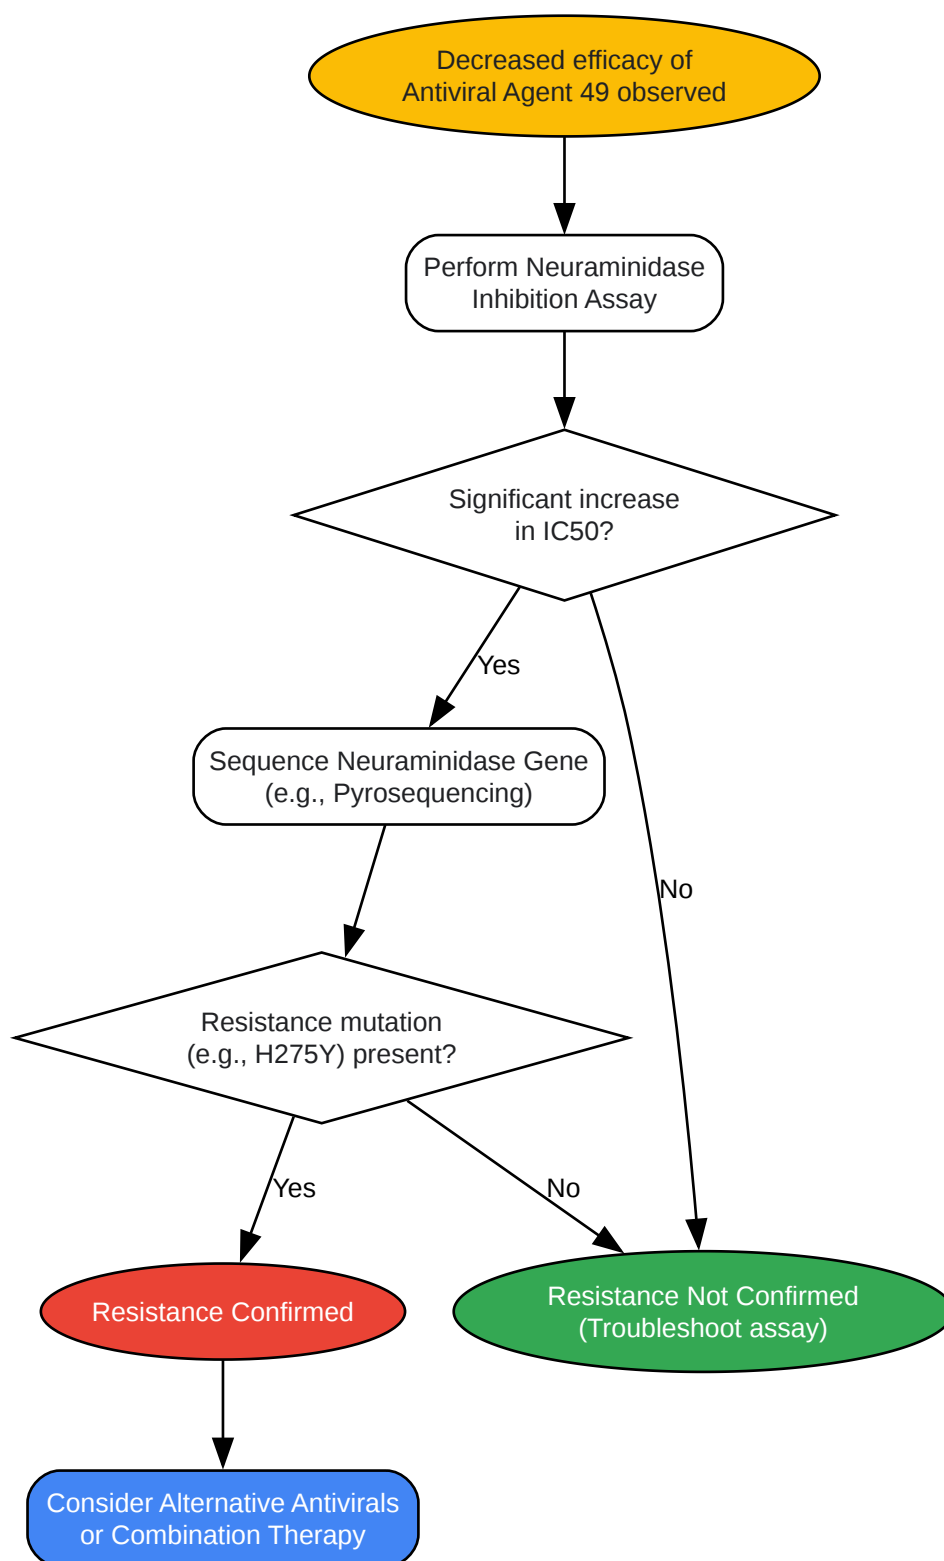 Decreased efficacy of
Antiviral Agent 49 observed
Perform Neuraminidase
Inhibition Assay
Significant increase
in IC50?
Yes
Sequence Neuraminidase Gene
(e.g., Pyrosequencing)
No
Resistance mutation
(e.g., H275Y) present?
Yes
No
Resistance Confirmed
Resistance Not Confirmed
(Troubleshoot assay)
Consider Alternative Antivirals
or Combination Therapy